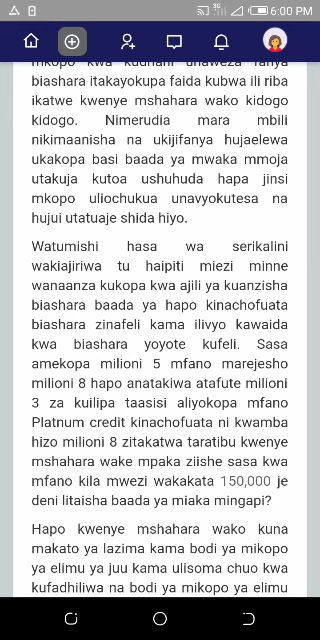 3G
6:00 PM
mkopo kwa kudhani unaweza fanya
biashara itakayokupa faida kubwa ili riba
ikatwe kwenye mshahara wako kidogo
kidogo. Nimerudia mara mbili
nikimaanisha na ukijifanya hujaelewa
ukakopa basi baada ya mwaka mmoja
utakuja kutoa ushuhuda hapa jinsi
mkopo uliochukua unavyokutesa na
hujui utatuaje shida hiyo.
Watumishi hasa wa serikalini
wakiajiriwa tu haipiti miezi minne
wanaanza kukopa kwa ajili ya kuanzisha
biashara baada ya hapo kinachofuata
biashara zinafeli kama ilivyo kawaida
kwa biashara yoyote kufeli. Sasa
amekopa milioni 5 mfano marejesho
milioni 8 hapo anatakiwa atafute milioni
3 za kuilipa taasisi aliyokopa mfano
Platnum credit kinachofuata ni kwamba
hizo milioni 8 zitakatwa taratibu kwenye
mshahara wake mpaka ziishe sasa kwa
mfano kila mwezi wakakata 150,000 je
deni litaisha baada ya miaka mingapi?
Hapo kwenye mshahara wako kuna
makato ya lazima kama bodi ya mikopo
ya elimu ya juu kama ulisoma chuo kwa
kufadhiliwa na bodi ya mikopo ya elimu